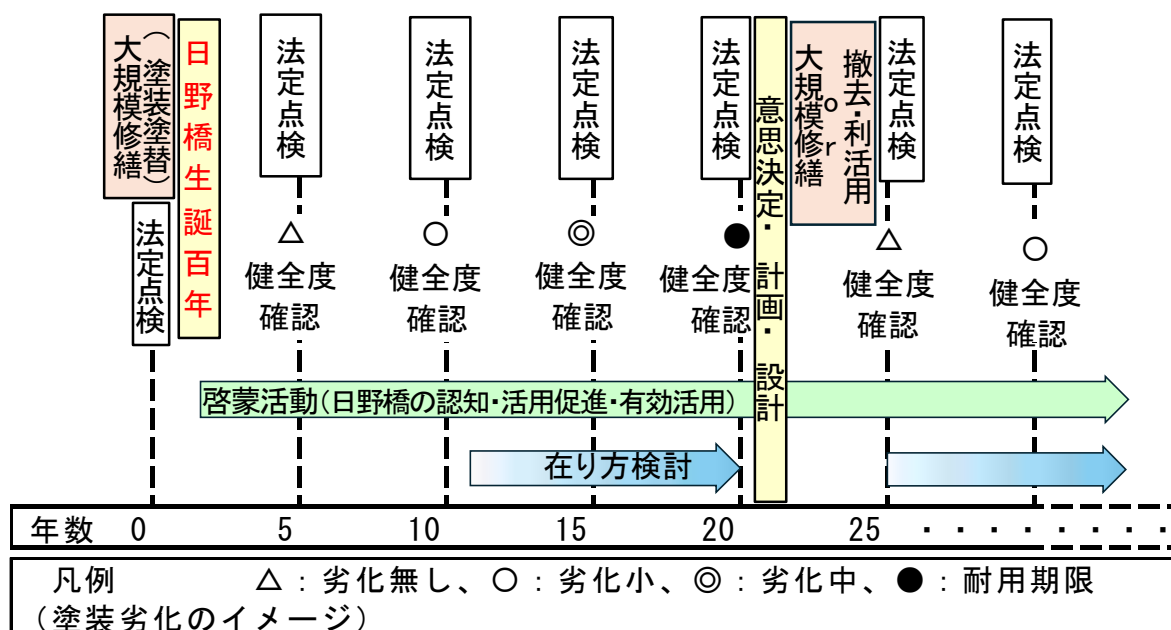 大規模修繕
（塗装塗替）
法定点検
日野橋生誕百年
法定点検
法定点検
法定点検
法定点検
意思決定・計画・設計
撤去・利活用
or
大規模修繕
法定点検
法定点検
△
健全度
確認
○
健全度
確認
◎
健全度
確認
●
健全度
確認
△
健全度
確認
○
健全度
確認
啓蒙活動(日野橋の認知・活用促進・有効活用)
在り方検討
年数 0 5 10 15 20 25 ・・・・・・・・
凡例 △：劣化無し、○：劣化小、◎：劣化中、●：耐用期限
（塗装劣化のイメージ）